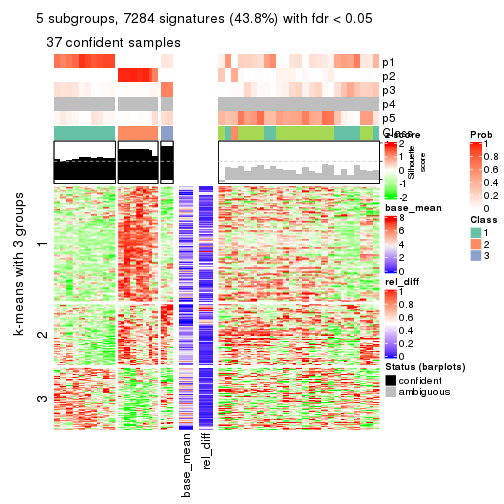 5 subgroups, 7284 signatures (43.8%) with fdr < 0.05
37 confident samples
p1
p2
p3
p4
p5
Class
z-score
2
1
0
-1
-2
Silhouette
score
Prob
1
0.8
0.6
0.4
0.2
0
base_mean
8
6
4
2
0
Class
1
2
3
rel_diff
1
0.8
0.6
0.4
0.2
0
Status (barplots)
confident
ambiguous
k-means with 3 groups
1
2
3
base_mean
rel_diff